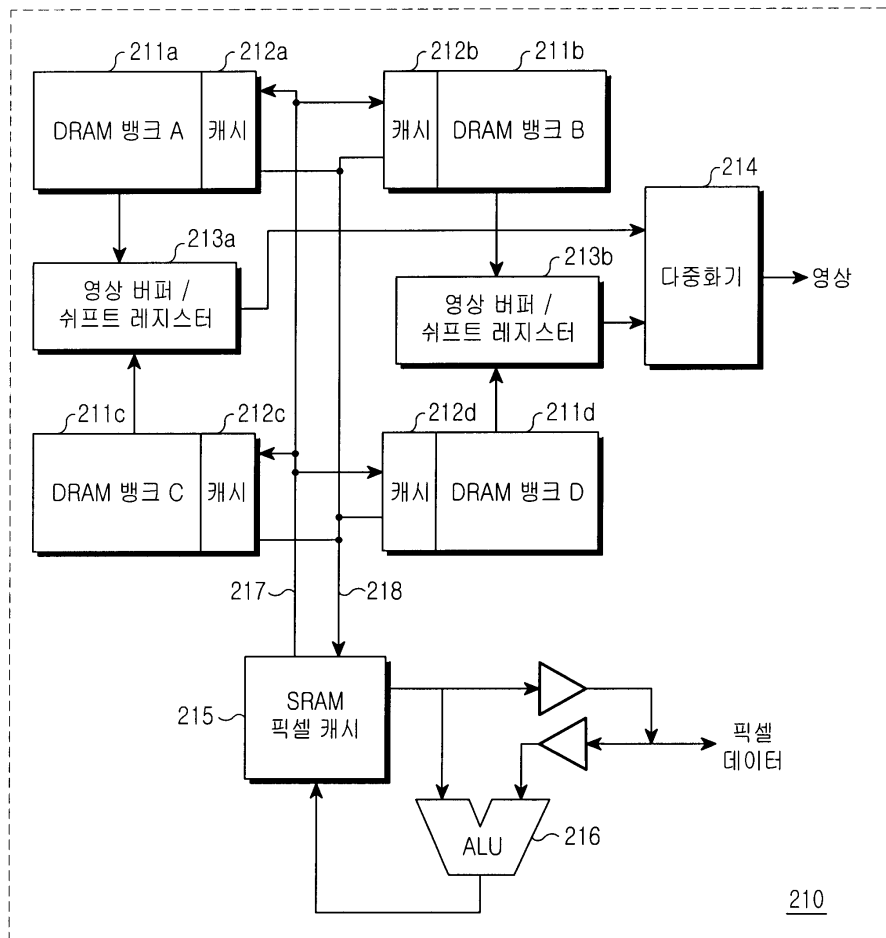 211a
212a
212b
211b
DRAM 뱅크 A
캐시
캐시
DRAM 뱅크 B
214
213a
213b
영상 버퍼 /
쉬프트 레지스터
영상 버퍼 /
쉬프트 레지스터
다중화기
영상
211c
212c
212d
211d
DRAM 뱅크 C
캐시
캐시
DRAM 뱅크 D
217
218
215
SRAM
픽셀 캐시
픽셀
데이터
ALU
216
210